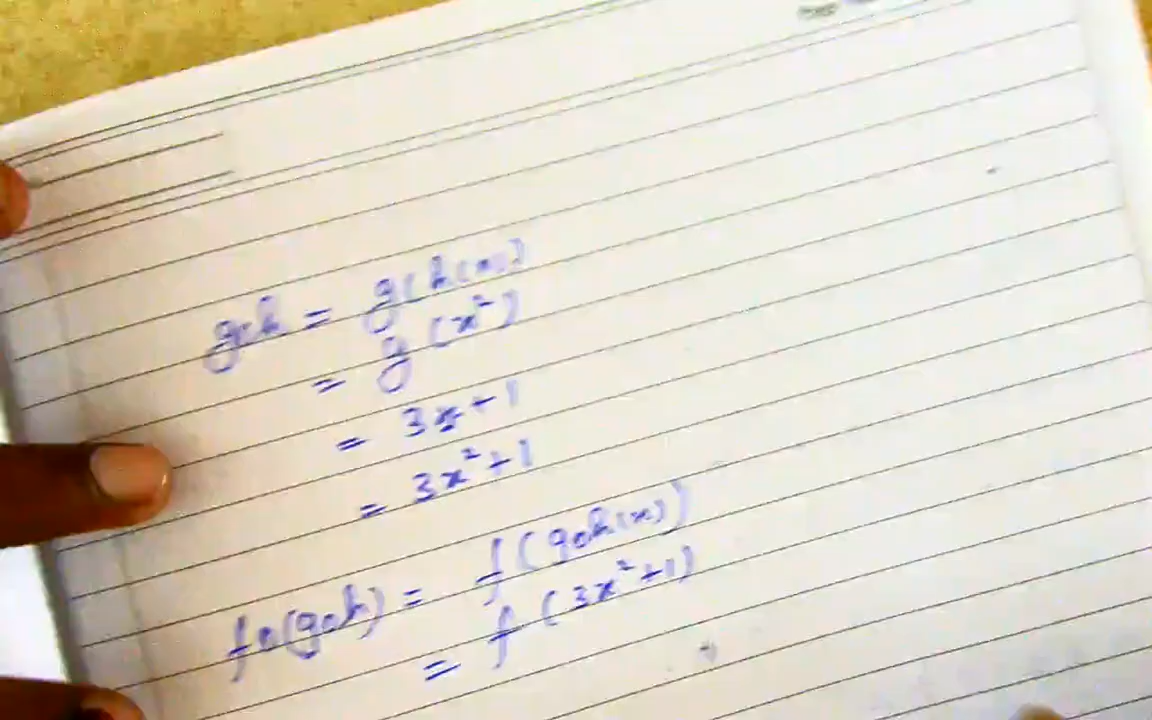 goh = g(h(x))
= g(x²)
= 3x+1
= 3x²+1
fo(goh) = f(goh(x))
= f(3x²+1)